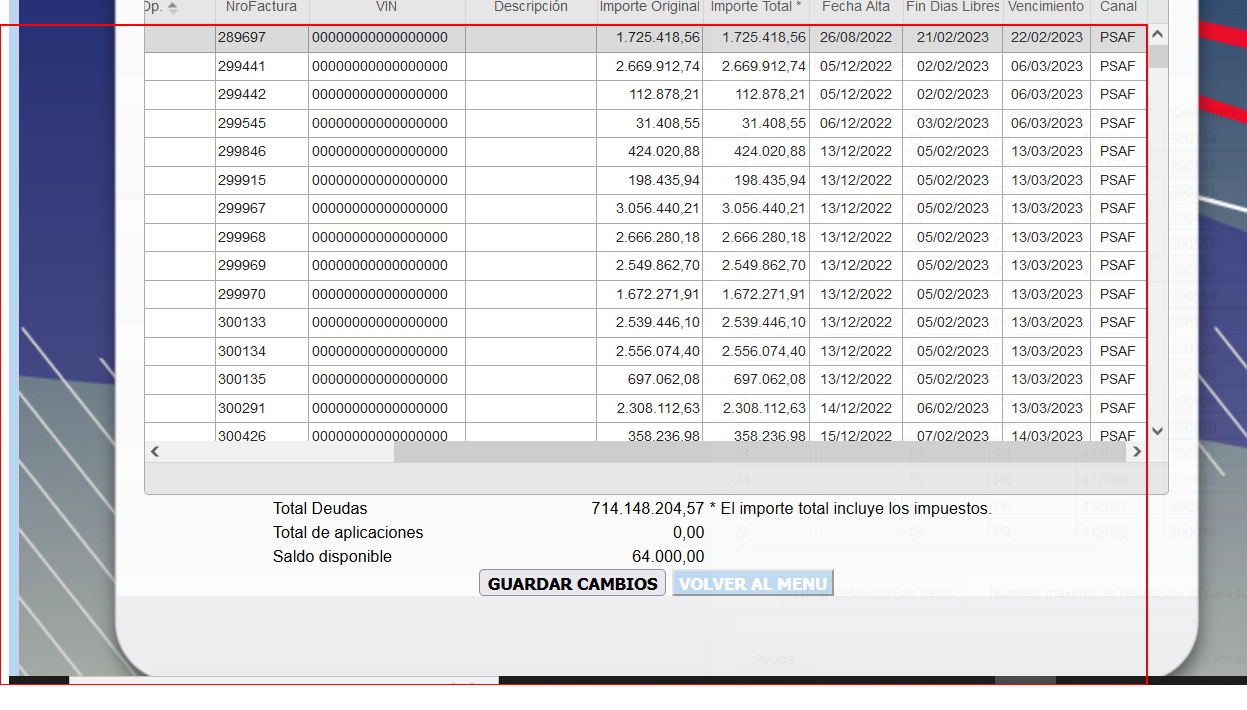 Op. NroFactura VIN Descripción Importe Original Importe Total * Fecha Alta Fin Dias Libres Vencimiento Canal
289697 00000000000000000 1.725.418,56 1.725.418,56 26/08/2022 21/02/2023 22/02/2023 PSAF
299441 00000000000000000 2.669.912,74 2.669.912,74 05/12/2022 02/02/2023 06/03/2023 PSAF
299442 00000000000000000 112.878,21 112.878,21 05/12/2022 02/02/2023 06/03/2023 PSAF
299545 00000000000000000 31.408,55 31.408,55 06/12/2022 03/02/2023 06/03/2023 PSAF
299846 00000000000000000 424.020,88 424.020,88 13/12/2022 05/02/2023 13/03/2023 PSAF
299915 00000000000000000 198.435,94 198.435,94 13/12/2022 05/02/2023 13/03/2023 PSAF
299967 00000000000000000 3.056.440,21 3.056.440,21 13/12/2022 05/02/2023 13/03/2023 PSAF
299968 00000000000000000 2.666.280,18 2.666.280,18 13/12/2022 05/02/2023 13/03/2023 PSAF
299969 00000000000000000 2.549.862,70 2.549.862,70 13/12/2022 05/02/2023 13/03/2023 PSAF
299970 00000000000000000 1.672.271,91 1.672.271,91 13/12/2022 05/02/2023 13/03/2023 PSAF
300133 00000000000000000 2.539.446,10 2.539.446,10 13/12/2022 05/02/2023 13/03/2023 PSAF
300134 00000000000000000 2.556.074,40 2.556.074,40 13/12/2022 05/02/2023 13/03/2023 PSAF
300135 00000000000000000 697.062,08 697.062,08 13/12/2022 05/02/2023 13/03/2023 PSAF
300291 00000000000000000 2.308.112,63 2.308.112,63 14/12/2022 06/02/2023 13/03/2023 PSAF
300426 00000000000000000 358.236,98 358.236,98 15/12/2022 07/02/2023 14/03/2023 PSAF
Total Deudas 714.148.204,57 * El importe total incluye los impuestos.
Total de aplicaciones 0,00
Saldo disponible 64.000,00
GUARDAR CAMBIOS VOLVER AL MENU